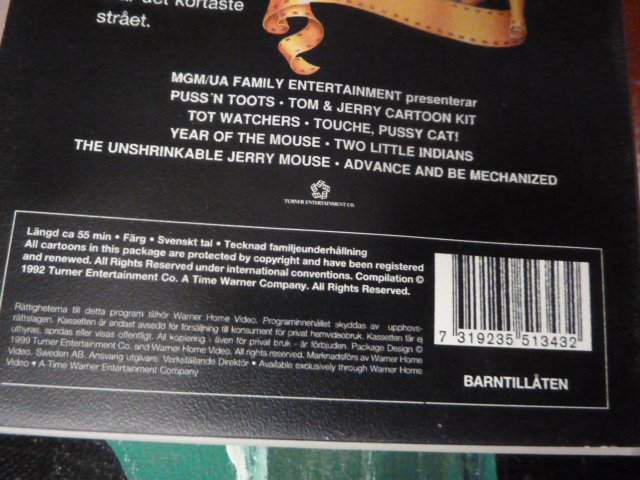 det kortaste
strået.
MGM/UA FAMILY ENTERTAINMENT presenterar
PUSS'N TOOTS · TOM & JERRY CARTOON KIT
TOT WATCHERS · TOUCHE, PUSSY CAT!
YEAR OF THE MOUSE · TWO LITTLE INDIANS
THE UNSHRINKABLE JERRY MOUSE · ADVANCE AND BE MECHANIZED
TURNER ENTERTAINMENT CO.
Längd ca 55 min • Färg • Svenskt tal • Tecknad familjeunderhållning
All cartoons in this package are protected by copyright and have been registered
and renewed. All Rights Reserved under international conventions. Compilation ©
1992 Turner Entertainment Co. A Time Warner Company. All Rights Reserved.
Rättigheterna till detta program tillhör Warner Home Video. Programinnehållet skyddas av upphovs-
rättslagen. Kassetten är endast avsedd för försäljning till konsument för privat hemvideobruk. Kassetten får ej
uthyras, spridas eller visas offentligt. All kopiering - även för privat bruk - är förbjuden. Package Design ©
1999 Turner Entertainment Co. and Warner Home Video. All rights reserved. Marknadsförs av Warner Home
Video, Sweden AB. Ansvarig utgivare: Verkställande Direktör • Available exclusively through Warner Home
Video • A Time Warner Entertainment Company
7 319235 513432
BARNTILLÅTEN